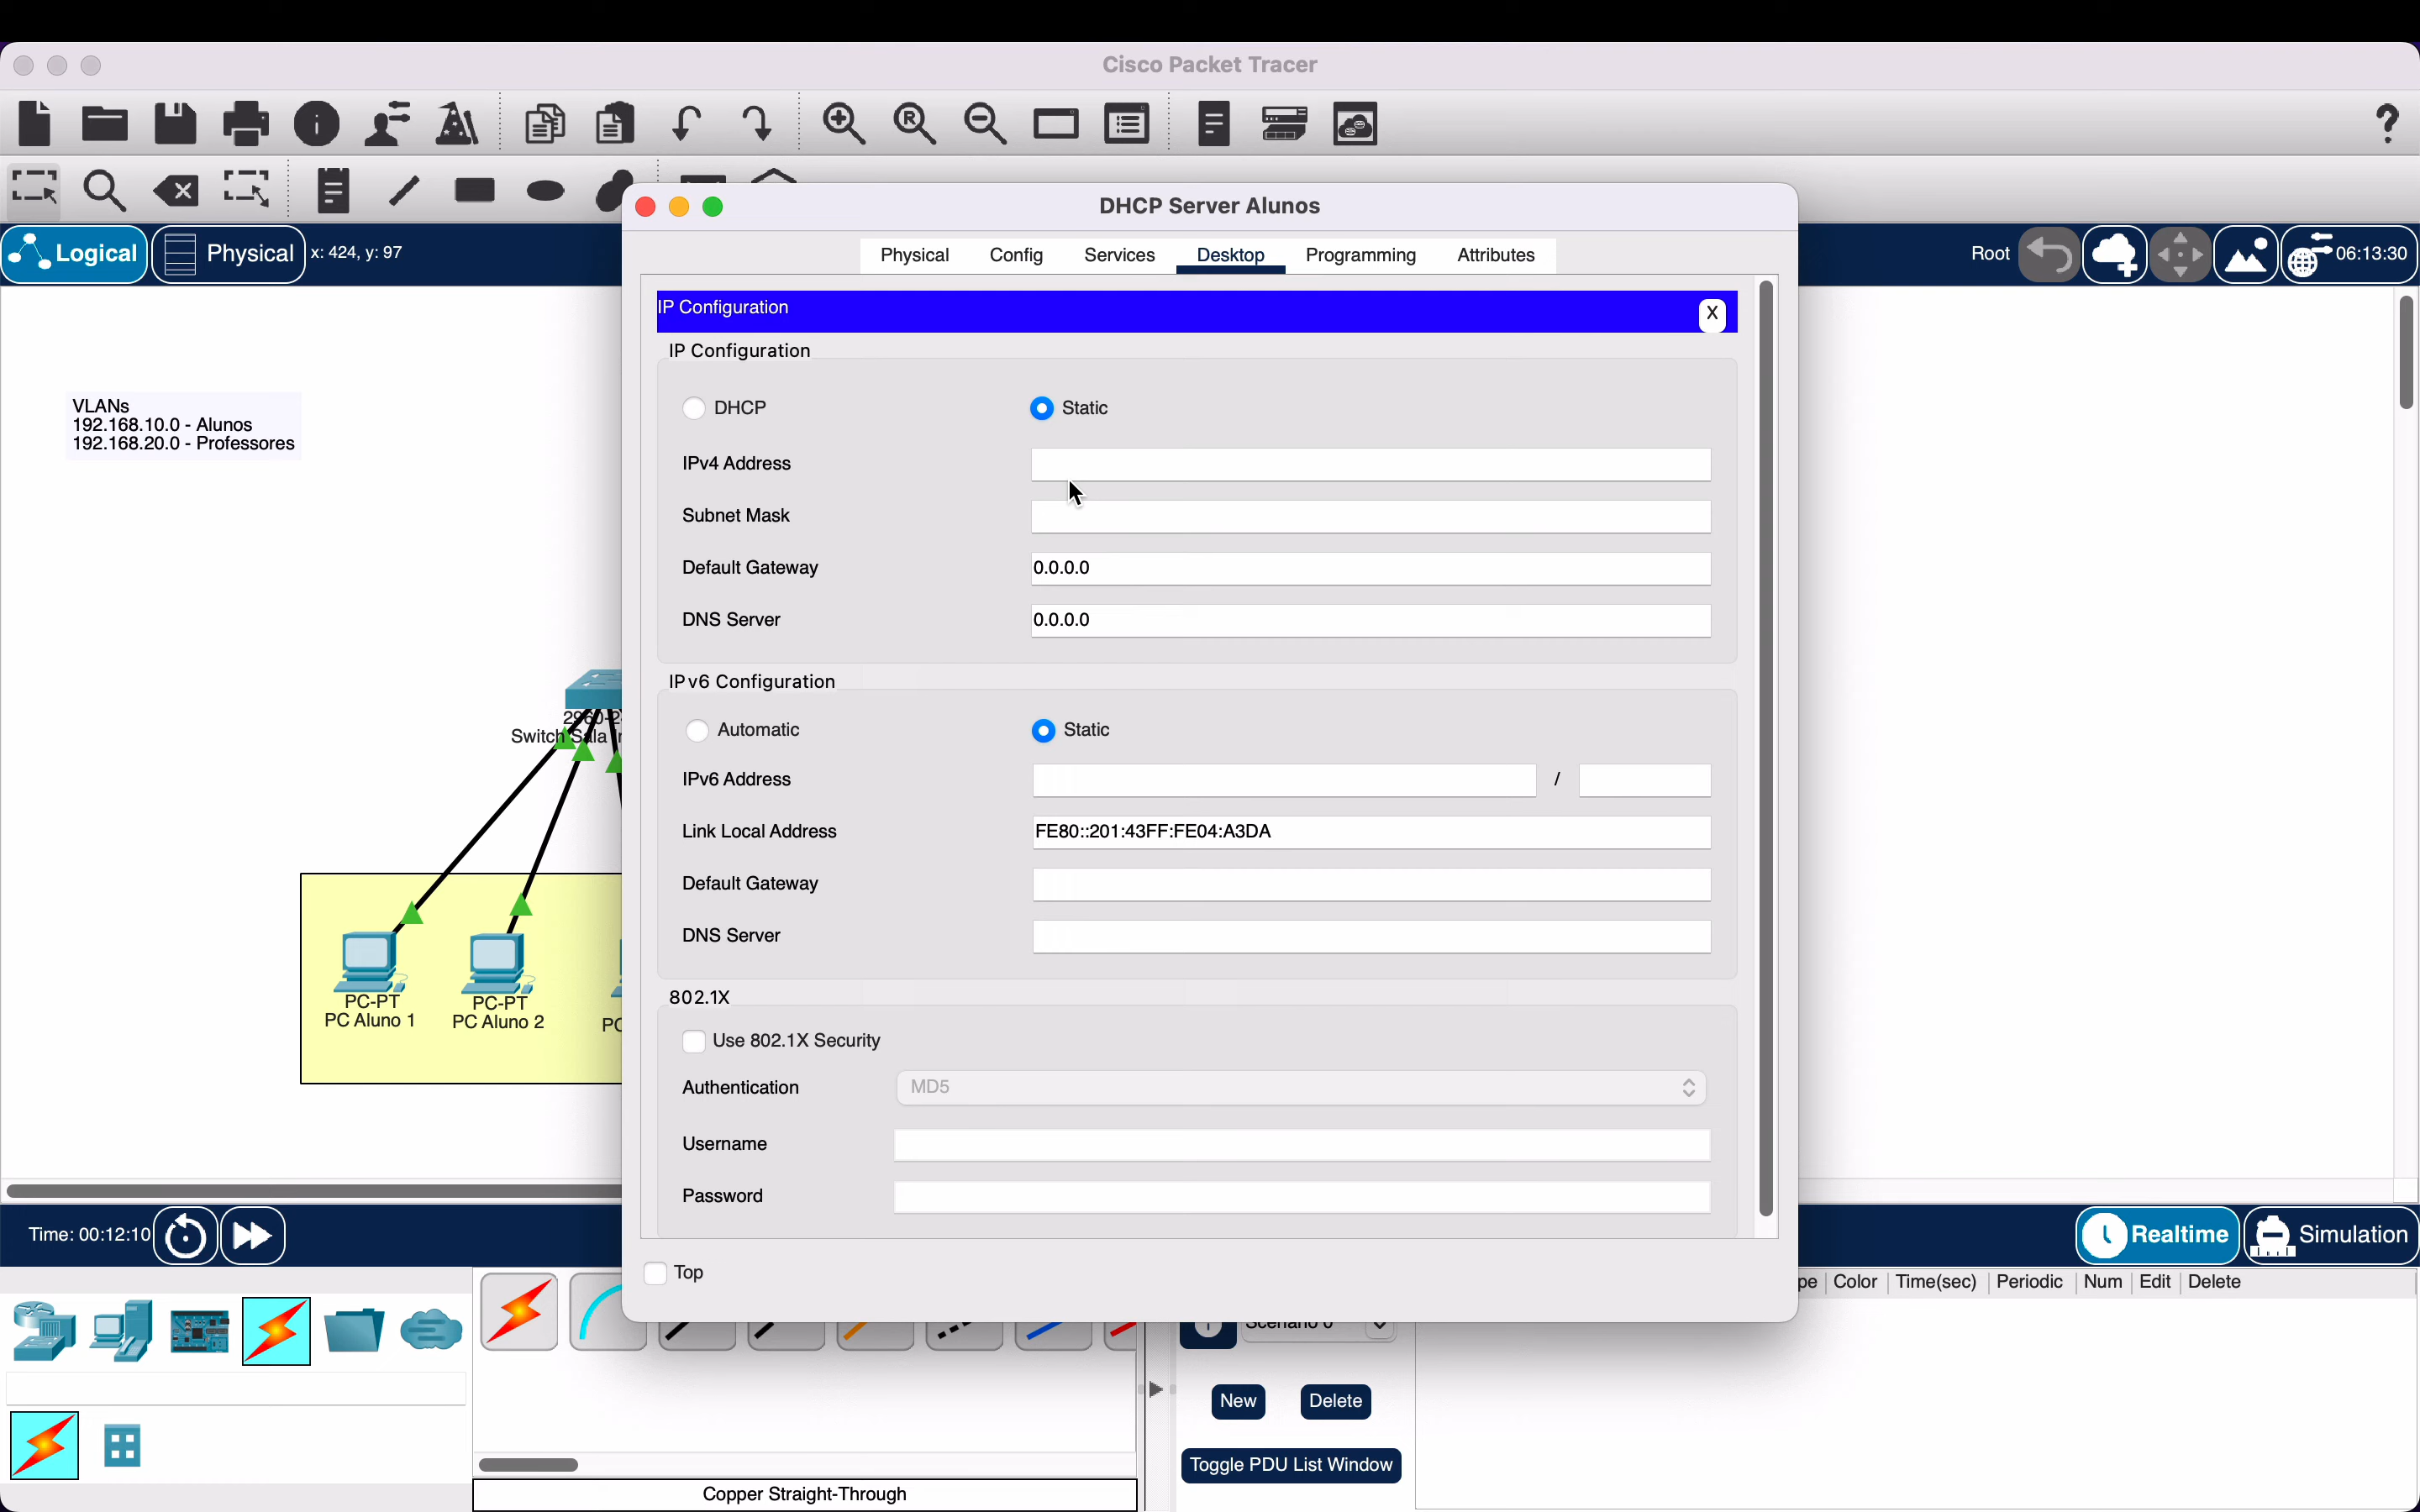 Cisco Packet Tracer
DHCP Server Alunos
Logical
Physical
x: 424, y: 97
Root
06:13:30
Physical
Config
Services
Desktop
Programming
Attributes
IP Configuration
X
IP Configuration
DHCP
Static
IPv4 Address
Subnet Mask
Default Gateway
0.0.0.0
DNS Server
0.0.0.0
IPv6 Configuration
Automatic
Static
IPv6 Address
/
Link Local Address
FE80::201:43FF:FE04:A3DA
Default Gateway
DNS Server
802.1X
Use 802.1X Security
Authentication
MD5
Username
Password
Top
VLANs
192.168.10.0 - Alunos
192.168.20.0 - Professores
Switch Sala
PC-PT
PC Aluno 1
PC-PT
PC Aluno 2
PC
Time: 00:12:10
Realtime
Simulation
Color
Time(sec)
Periodic
Num
Edit
Delete
Scenario 0
New
Delete
Toggle PDU List Window
Copper Straight-Through